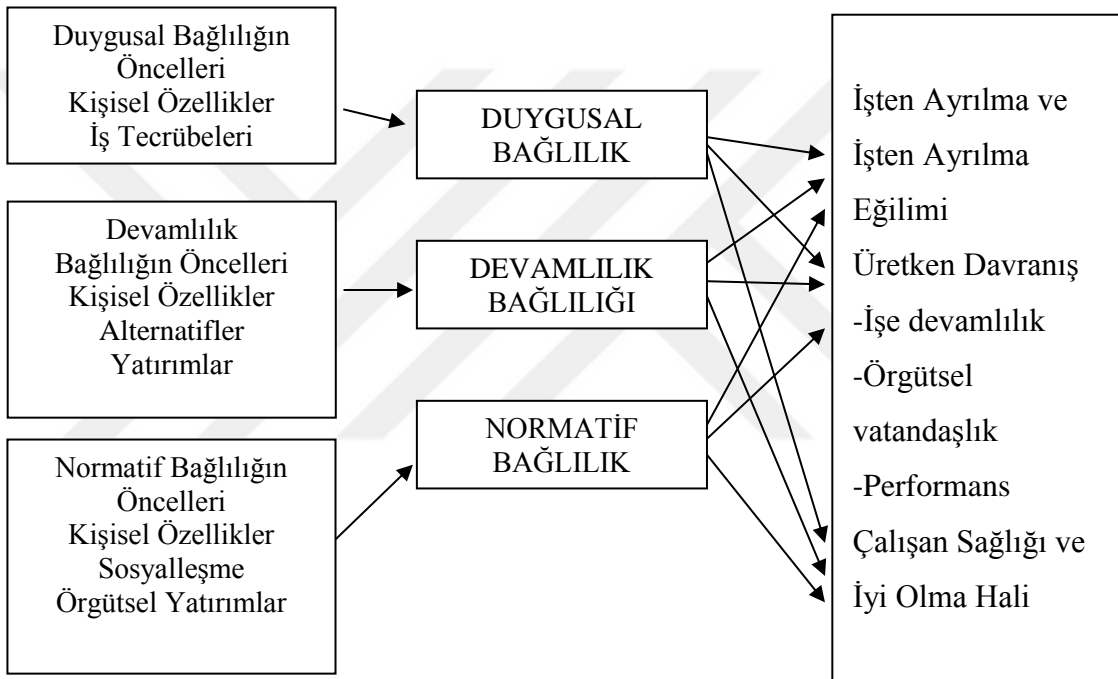 Duygusal Bağlılığın
Öncelleri
Kişisel Özellikler
İş Tecrübeleri
Devamlılık
Bağlılığın Öncelleri
Kişisel Özellikler
Alternatifler
Yatırımlar
Normatif Bağlılığın
Öncelleri
Kişisel Özellikler
Sosyalleşme
Örgütsel Yatırımlar
DUYGUSAL
BAĞLILIK
DEVAMLILIK
BAĞLILIĞI
NORMATİF
BAĞLILIK
İşten Ayrılma ve
İşten Ayrılma
Eğilimi
Üretken Davranış
-İşe devamlılık
-Örgütsel
vatandaşlık
-Performans
Çalışan Sağlığı ve
İyi Olma Hali